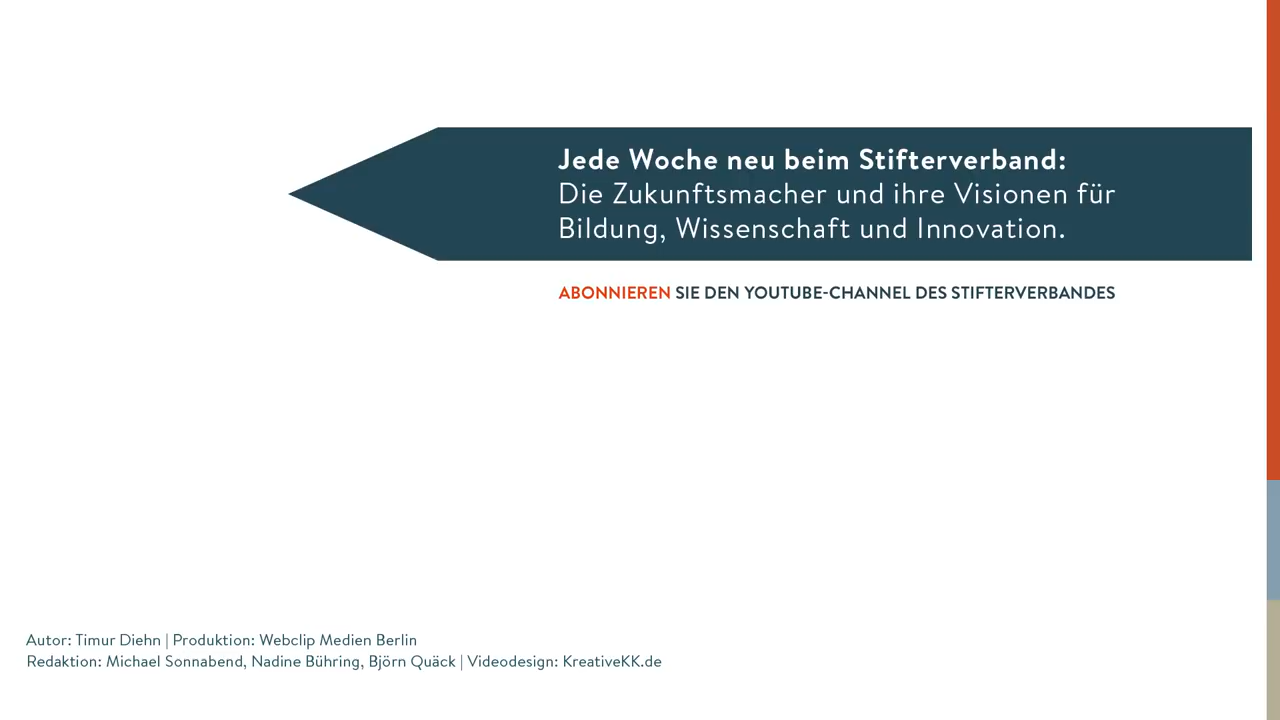 Jede Woche neu beim Stifterverband:
Die Zukunftsmacher und ihre Visionen für
Bildung, Wissenschaft und Innovation.
ABONNIEREN SIE DEN YOUTUBE-CHANNEL DES STIFTERVERBANDES
Autor: Timur Diehn | Produktion: Webclip Medien Berlin
Redaktion: Michael Sonnabend, Nadine Bühring, Björn Quäck | Videodesign: KreativeKK.de